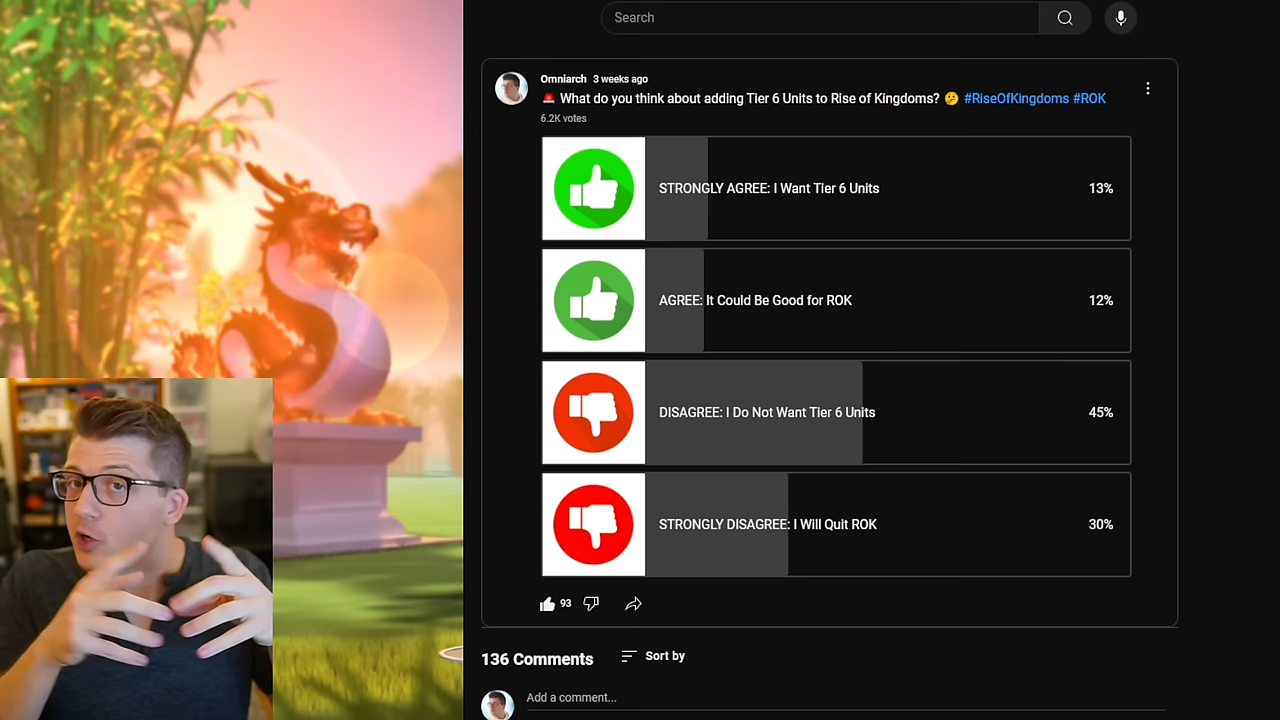 Search
Omniarch 3 weeks ago
🚨 What do you think about adding Tier 6 Units to Rise of Kingdoms? 🤔 #RiseOfKingdoms #ROK
6.2K votes
STRONGLY AGREE: I Want Tier 6 Units 13%
AGREE: It Could Be Good for ROK 12%
DISAGREE: I Do Not Want Tier 6 Units 45%
STRONGLY DISAGREE: I Will Quit ROK 30%
93
136 Comments Sort by
Add a comment...